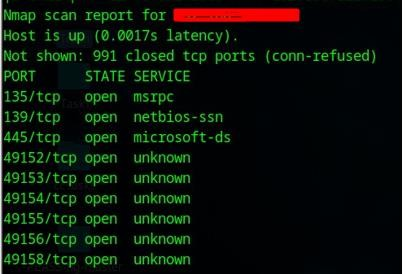 Nmap scan report for
Host is up (0.0017s latency).
Not shown: 991 closed tcp ports (conn-refused)
PORT STATE SERVICE
135/tcp open msrpc
139/tcp open netbios-ssn
445/tcp open microsoft-ds
49152/tcp open unknown
49153/tcp open unknown
49154/tcp open unknown
49155/tcp open unknown
49156/tcp open unknown
49158/tcp open unknown